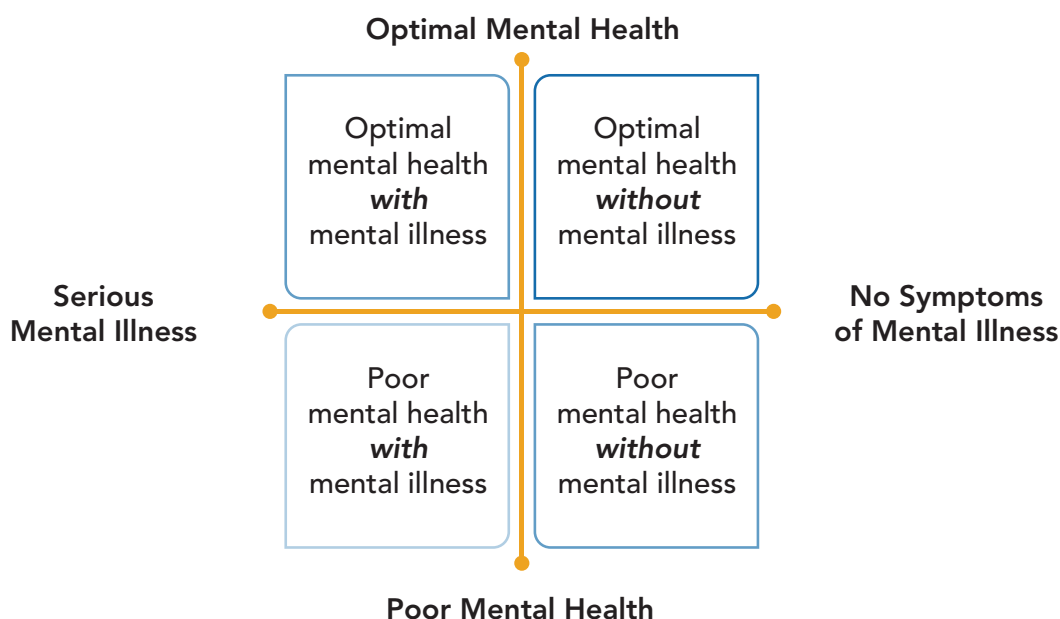 Optimal Mental Health
Optimal
mental health
with
mental illness
Optimal
mental health
without
mental illness
Serious
Mental Illness
No Symptoms
of Mental Illness
Poor
mental health
with
mental illness
Poor
mental health
without
mental illness
Poor Mental Health